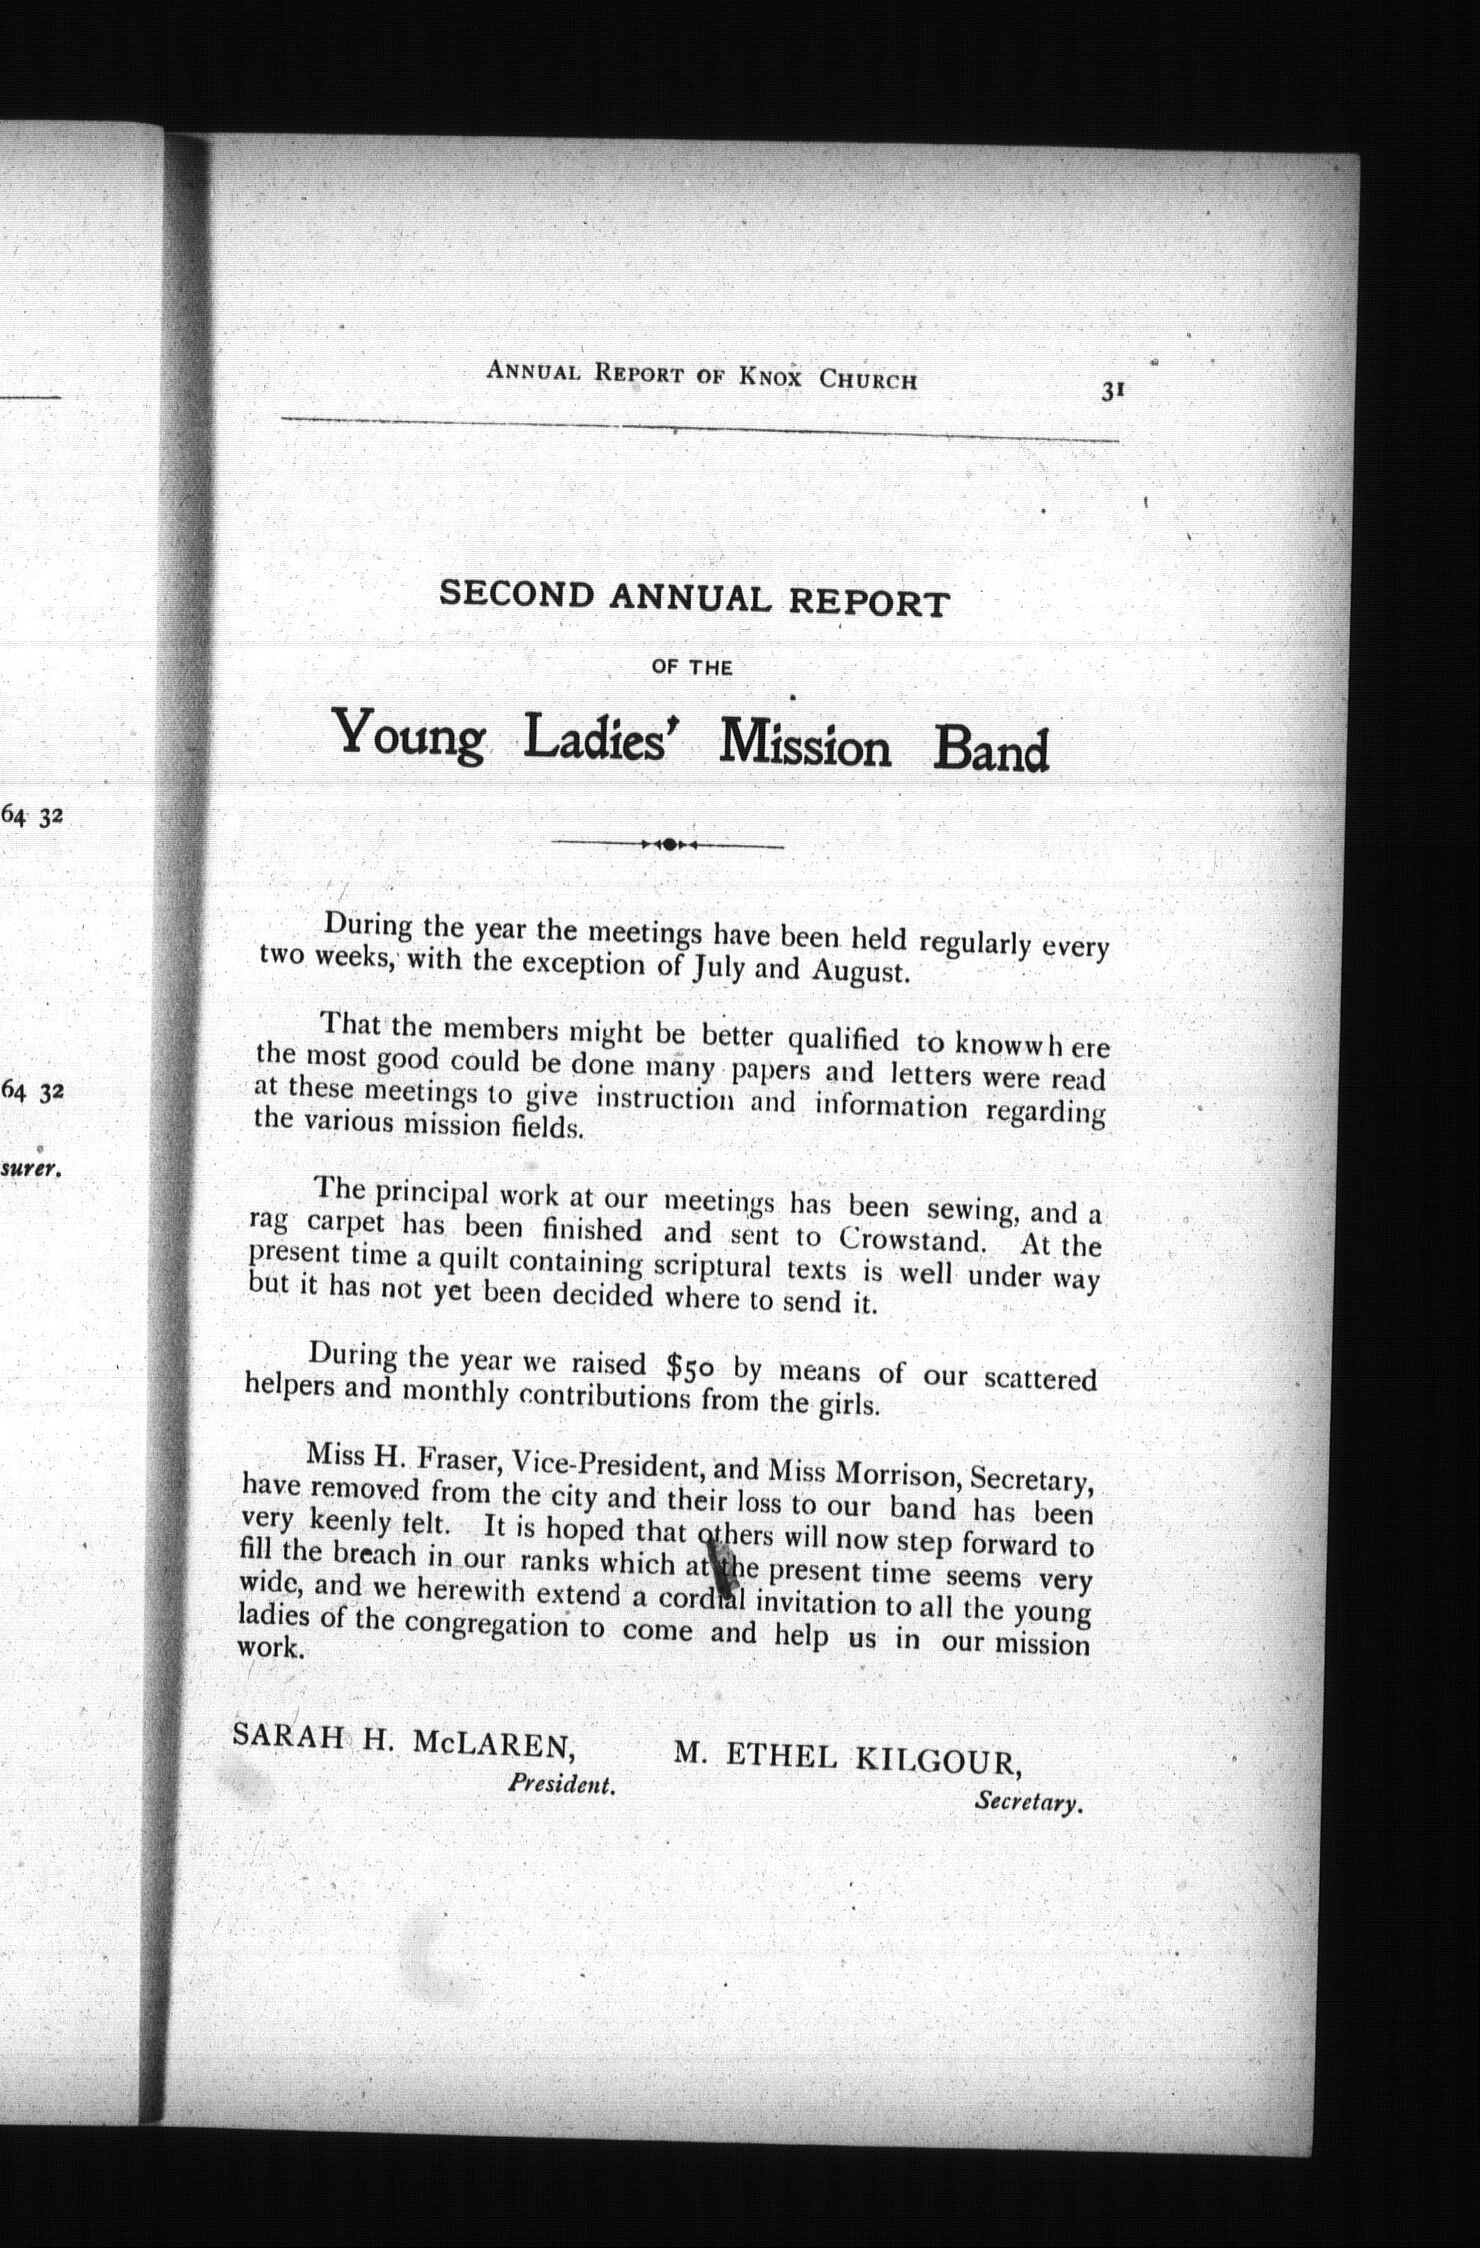 64 32
64 32
surer.
ANNUAL REPORT OF KNOX CHURCH 31
SECOND ANNUAL REPORT
OF THE
Young Ladies' Mission Band
During the year the meetings have been held regularly every
two weeks, with the exception of July and August.
That the members might be better qualified to knowwh ere
the most good could be done many papers and letters were read
at these meetings to give instruction and information regarding
the various mission fields.
The principal work at our meetings has been sewing, and a
rag carpet has been finished and sent to Crowstand. At the
present time a quilt containing scriptural texts is well under way
but it has not yet been decided where to send it.
During the year we raised $50 by means of our scattered
helpers and monthly contributions from the girls.
Miss H. Fraser, Vice-President, and Miss Morrison, Secretary,
have removed from the city and their loss to our band has been
very keenly felt. It is hoped that others will now step forward to
fill the breach in our ranks which at the present time seems very
wide, and we herewith extend a cordial invitation to all the young
ladies of the congregation to come and help us in our mission
work.
SARAH H. McLAREN, M. ETHEL KILGOUR,
President. Secretary.